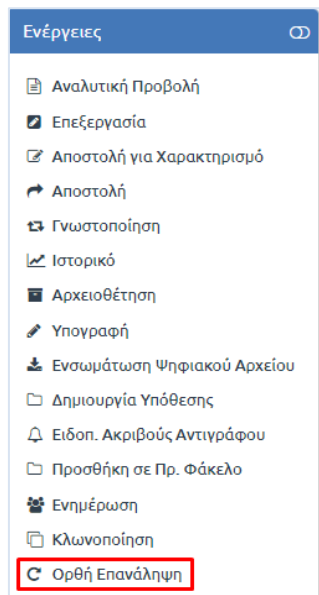 Ενέργειες
Αναλυτική Προβολή
Επεξεργασία
Αποστολή για Χαρακτηρισμό
Αποστολή
Γνωστοποίηση
Ιστορικό
Αρχειοθέτηση
Υπογραφή
Ενσωμάτωση Ψηφιακού Αρχείου
Δημιουργία Υπόθεσης
Ειδοπ. Ακριβούς Αντιγράφου
Προσθήκη σε Πρ. Φάκελο
Ενημέρωση
Κλωνοποίηση
Ορθή Επανάληψη